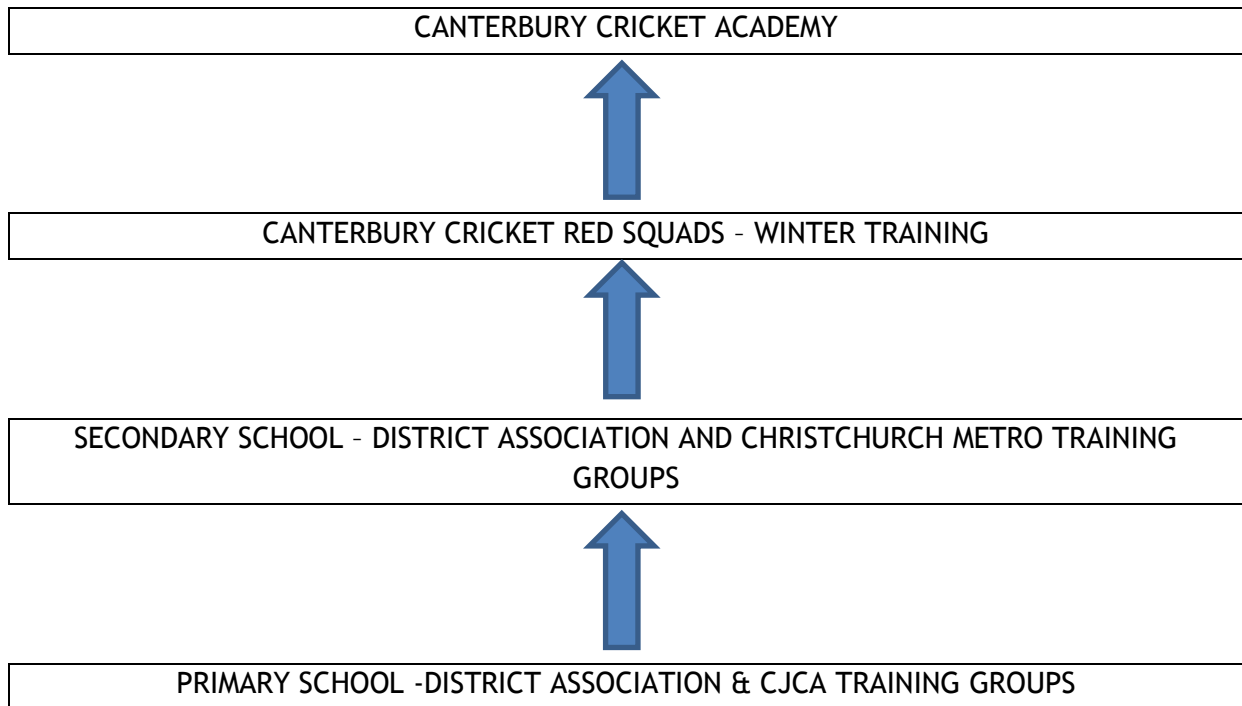 CANTERBURY CRICKET ACADEMY
CANTERBURY CRICKET RED SQUADS – WINTER TRAINING
SECONDARY SCHOOL – DISTRICT ASSOCIATION AND CHRISTCHURCH METRO TRAINING
GROUPS
PRIMARY SCHOOL -DISTRICT ASSOCIATION & CJCA TRAINING GROUPS